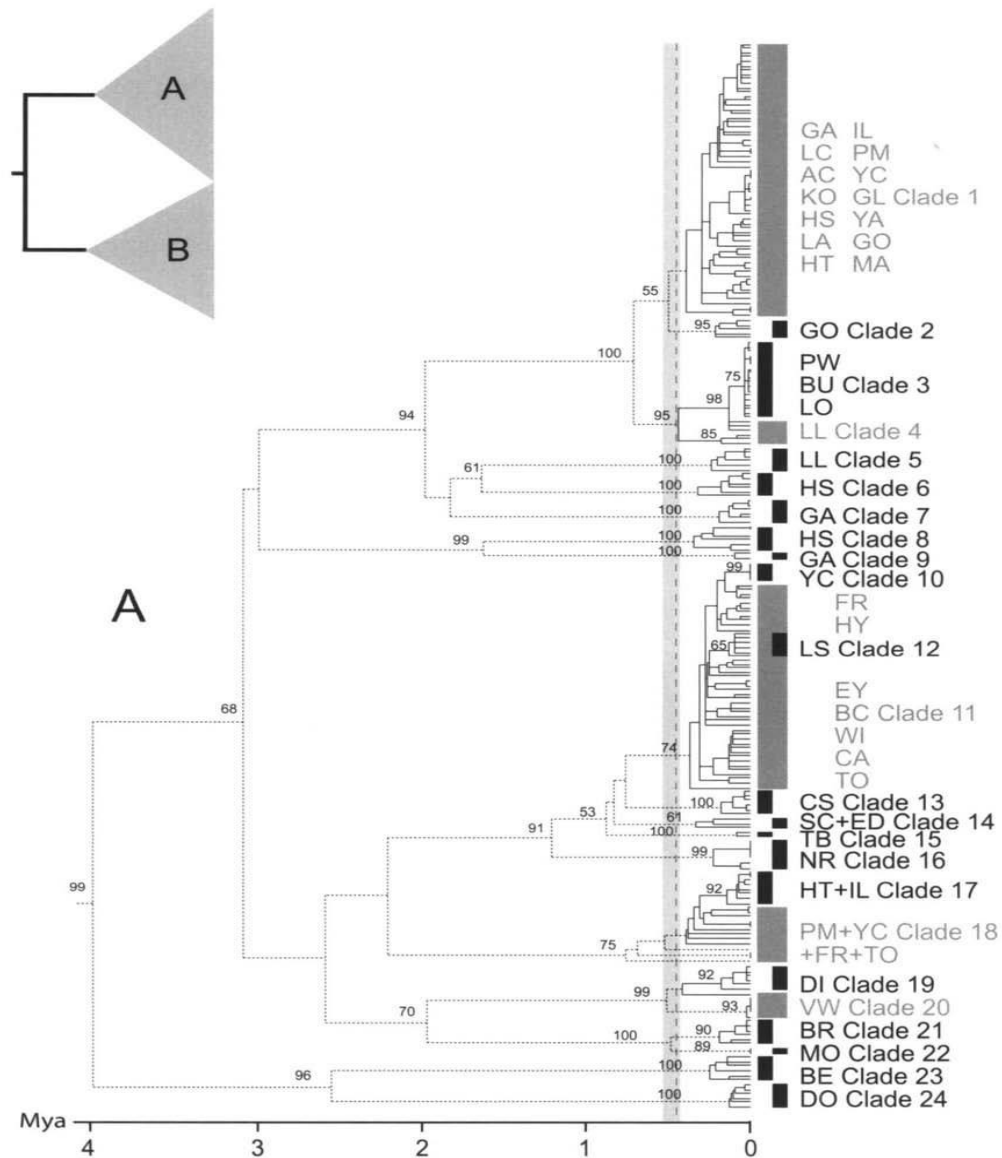 A
B
GA IL
LC PM
AC YC
KO GL Clade 1
HS YA
LA GO
HT MA
55
95
GO Clade 2
100
PW
75
BU Clade 3
98
LO
94
95
LL Clade 4
85
LL Clade 5
61
100
HS Clade 6
100
GA Clade 7
100
HS Clade 8
100
99
GA Clade 9
100
YC Clade 10
99
A
FR
HY
65
LS Clade 12
68
EY
BC Clade 11
WI
74
CA
TO
CS Clade 13
100
53
SC+ED Clade 14
61
TB Clade 15
100
91
NR Clade 16
99
HT+IL Clade 17
92
99
PM+YC Clade 18
75
+FR+TO
92
DI Clade 19
99
VW Clade 20
93
70
BR Clade 21
90
100
MO Clade 22
89
BE Clade 23
100
96
DO Clade 24
100
Mya
4 3 2 1 0